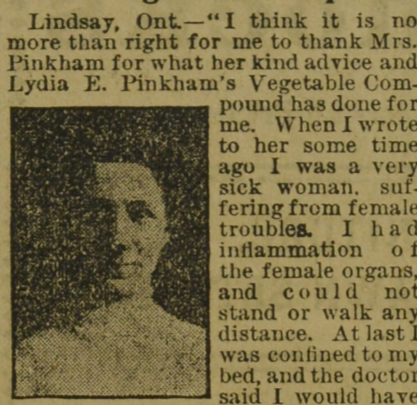 Lindsay, Ont.—"I think it is no
more than right for me to thank Mrs.
Pinkham for what her kind advice and
Lydia E. Pinkham's Vegetable Com-
pound has done for
me. When I wrote
to her some time
ago I was a very
sick woman, suf-
fering from female
troubles. I had
inflammation of
the female organs,
and could not
stand or walk any
distance. At last I
was confined to my
bed, and the doctor
said I would have